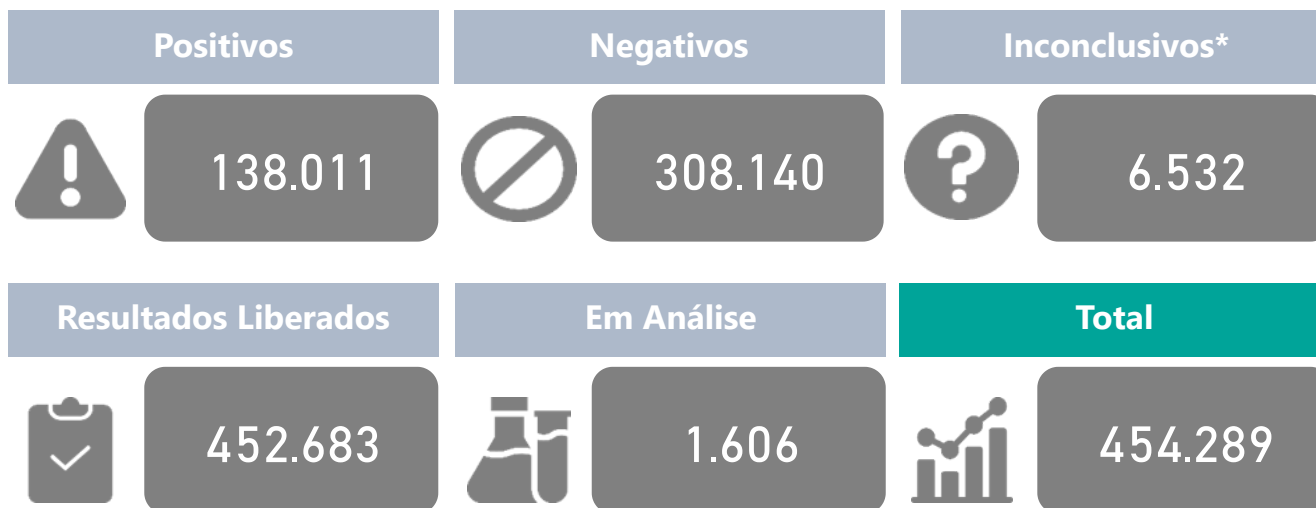 Positivos
Negativos
Inconclusivos*
138.011
308.140
6.532
Resultados Liberados
Em Análise
Total
452.683
1.606
454.289